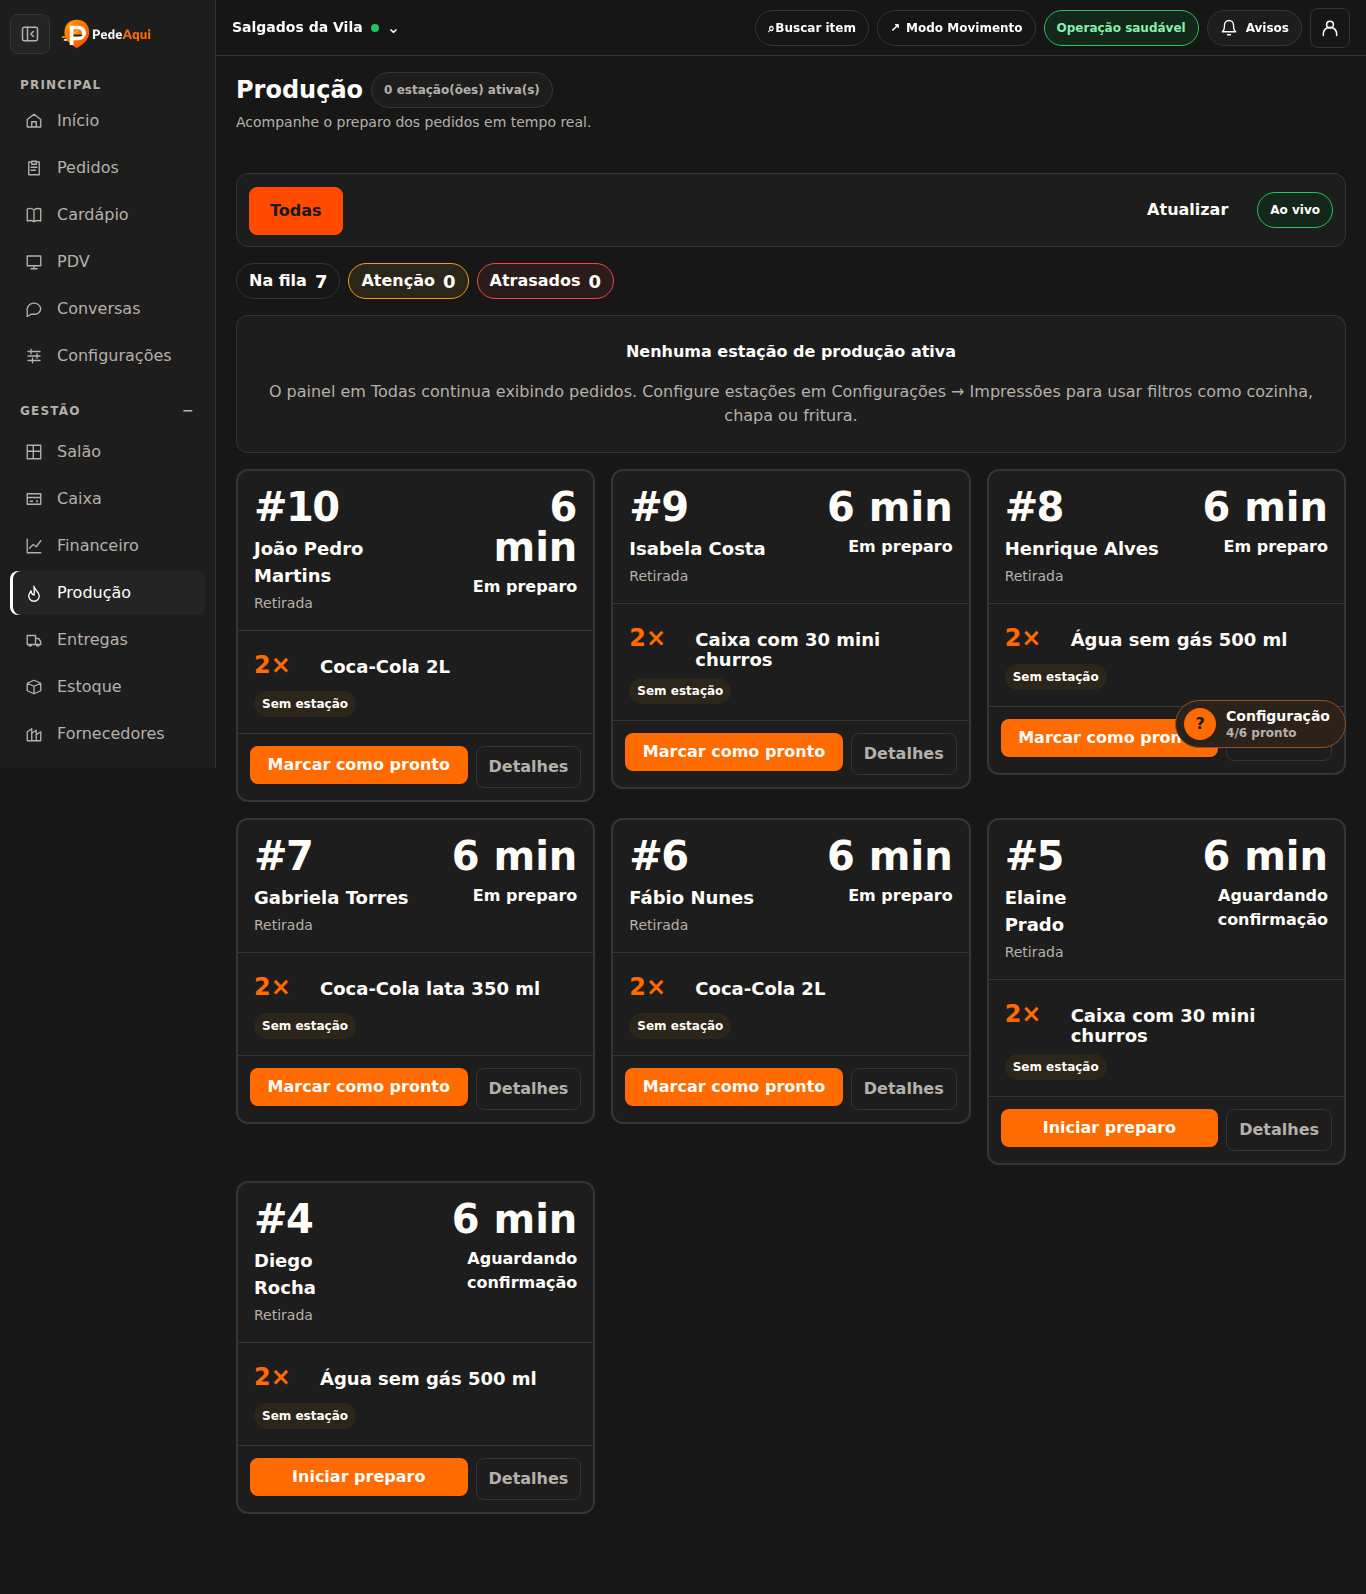 PedeAqui
PRINCIPAL
Início
Pedidos
Cardápio
PDV
Conversas
Configurações
GESTÃO
Salão
Caixa
Financeiro
Produção
Entregas
Estoque
Fornecedores
Salgados da Vila
Buscar item
↗ Modo Movimento
Operação saudável
Avisos
Produção
0 estação(ões) ativa(s)
Acompanhe o preparo dos pedidos em tempo real.
Todas
Atualizar
Ao vivo
Na fila 7
Atenção 0
Atrasados 0
Nenhuma estação de produção ativa
O painel em Todas continua exibindo pedidos. Configure estações em Configurações → Impressões para usar filtros como cozinha,
chapa ou fritura.
#10
6
min
João Pedro
Martins
Em preparo
Retirada
2× Coca-Cola 2L
Sem estação
Marcar como pronto
Detalhes
#9
6 min
Isabela Costa
Em preparo
Retirada
2× Caixa com 30 mini
churros
Sem estação
Marcar como pronto
Detalhes
#8
6 min
Henrique Alves
Em preparo
Retirada
2× Água sem gás 500 ml
Sem estação
Marcar como pron
?
Configuração
4/6 pronto
#7
6 min
Gabriela Torres
Em preparo
Retirada
2× Coca-Cola lata 350 ml
Sem estação
Marcar como pronto
Detalhes
#6
6 min
Fábio Nunes
Em preparo
Retirada
2× Coca-Cola 2L
Sem estação
Marcar como pronto
Detalhes
#5
6 min
Elaine
Prado
Aguardando
confirmação
Retirada
2× Caixa com 30 mini
churros
Sem estação
Iniciar preparo
Detalhes
#4
6 min
Diego
Rocha
Aguardando
confirmação
Retirada
2× Água sem gás 500 ml
Sem estação
Iniciar preparo
Detalhes